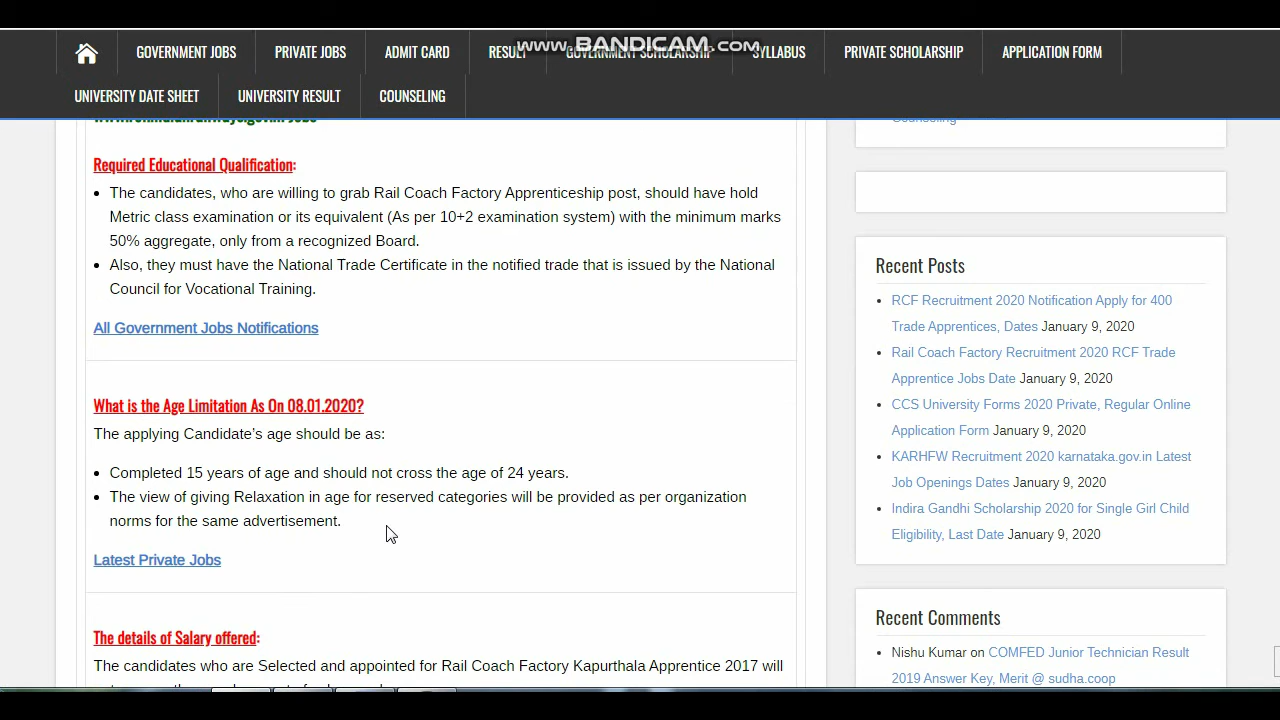 www.BANDICAM.com
GOVERNMENT JOBS PRIVATE JOBS ADMIT CARD RESULT GOVERNMENT SCHOLARSHIP SYLLABUS PRIVATE SCHOLARSHIP APPLICATION FORM
UNIVERSITY DATE SHEET UNIVERSITY RESULT COUNSELING
Counseling
Required Educational Qualification:
The candidates, who are willing to grab Rail Coach Factory Apprenticeship post, should have hold
Metric class examination or its equivalent (As per 10+2 examination system) with the minimum marks
50% aggregate, only from a recognized Board.
Also, they must have the National Trade Certificate in the notified trade that is issued by the National
Council for Vocational Training.
All Government Jobs Notifications
What is the Age Limitation As On 08.01.2020?
The applying Candidate's age should be as:
Completed 15 years of age and should not cross the age of 24 years.
The view of giving Relaxation in age for reserved categories will be provided as per organization
norms for the same advertisement.
Latest Private Jobs
The details of Salary offered:
The candidates who are Selected and appointed for Rail Coach Factory Kapurthala Apprentice 2017 will
Recent Posts
RCF Recruitment 2020 Notification Apply for 400
Trade Apprentices, Dates January 9, 2020
Rail Coach Factory Recruitment 2020 RCF Trade
Apprentice Jobs Date January 9, 2020
CCS University Forms 2020 Private, Regular Online
Application Form January 9, 2020
KARHFW Recruitment 2020 karnataka.gov.in Latest
Job Openings Dates January 9, 2020
Indira Gandhi Scholarship 2020 for Single Girl Child
Eligibility, Last Date January 9, 2020
Recent Comments
Nishu Kumar on COMFED Junior Technician Result
2019 Answer Key, Merit @ sudha.coop